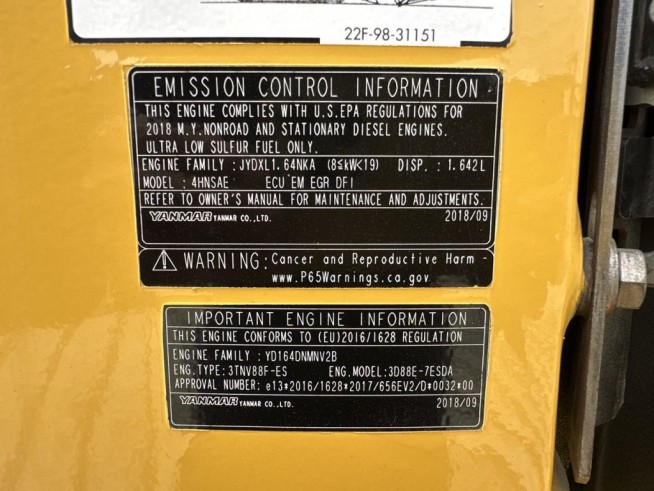 22F-98-31151
EMISSION CONTROL INFORMATION
THIS ENGINE COMPLIES WITH U.S.EPA REGULATIONS FOR
2018 M.Y.NONROAD AND STATIONARY DIESEL ENGINES.
ULTRA LOW SULFUR FUEL ONLY.
ENGINE FAMILY : JYDXL1.64NKA (8≤kW<19) DISP. : 1.642L
MODEL : 4HNSAE ECU EM EGR DFI
REFER TO OWNER'S MANUAL FOR MAINTENANCE AND ADJUSTMENTS.
YANMAR YANMAR CO.,LTD. 2018/09
WARNING: Cancer and Reproductive Harm -
www.P65Warnings.ca.gov
IMPORTANT ENGINE INFORMATION
THIS ENGINE CONFORMS TO (EU)2016/1628 REGULATION
ENGINE FAMILY : YD164DNMNV2B
ENG.TYPE: 3TNV88F-ES ENG.MODEL: 3D88E-7ESDA
APPROVAL NUMBER: e13*2016/1628*2017/656EV2/D*0032*00
YANMAR YANMAR CO.,LTD. 2018/09